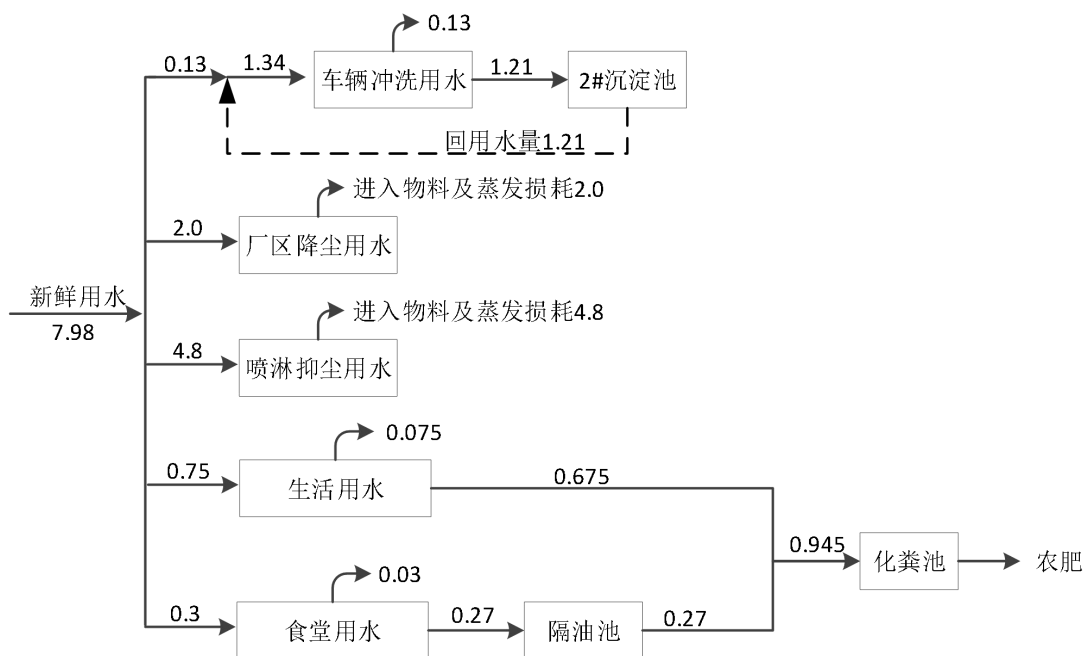 0.13
0.13
1.34
车辆冲洗用水
1.21
2#沉淀池
回用水量1.21
进入物料及蒸发损耗2.0
2.0
厂区降尘用水
新鲜用水
7.98
进入物料及蒸发损耗4.8
4.8
喷淋抑尘用水
0.075
0.75
生活用水
0.675
0.945
化粪池
农肥
0.03
0.3
食堂用水
0.27
隔油池
0.27